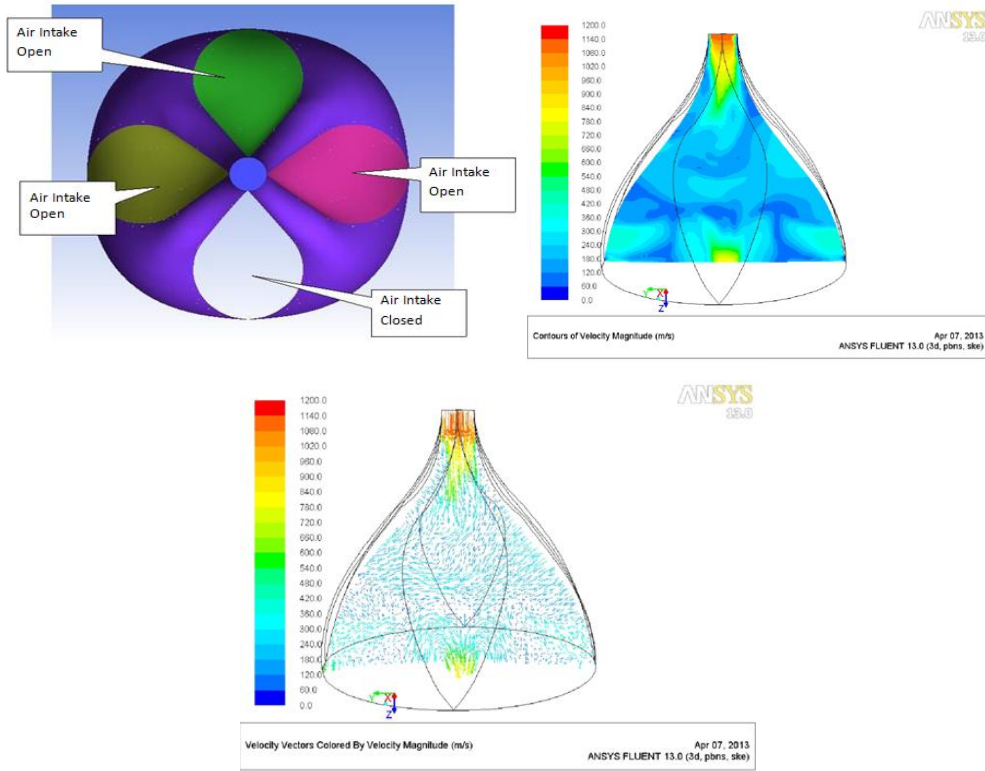 Air Intake
Open
Air Intake
Open
Air Intake
Open
Air Intake
Closed
ANSYS
13.0
1200.0
1140.0
1080.0
1020.0
960.0
900.0
840.0
780.0
720.0
660.0
600.0
540.0
480.0
420.0
360.0
300.0
240.0
180.0
120.0
60.0
0.0
Y
X
Z
Contours of Velocity Magnitude (m/s)
Apr 07, 2013
ANSYS FLUENT 13.0 (3d, pbns, ske)
ANSYS
13.0
1200.0
1140.0
1080.0
1020.0
960.0
900.0
840.0
780.0
720.0
660.0
600.0
540.0
480.0
420.0
360.0
300.0
240.0
180.0
120.0
60.0
0.0
Y
X
Z
Velocity Vectors Colored By Velocity Magnitude (m/s)
Apr 07, 2013
ANSYS FLUENT 13.0 (3d, pbns, ske)